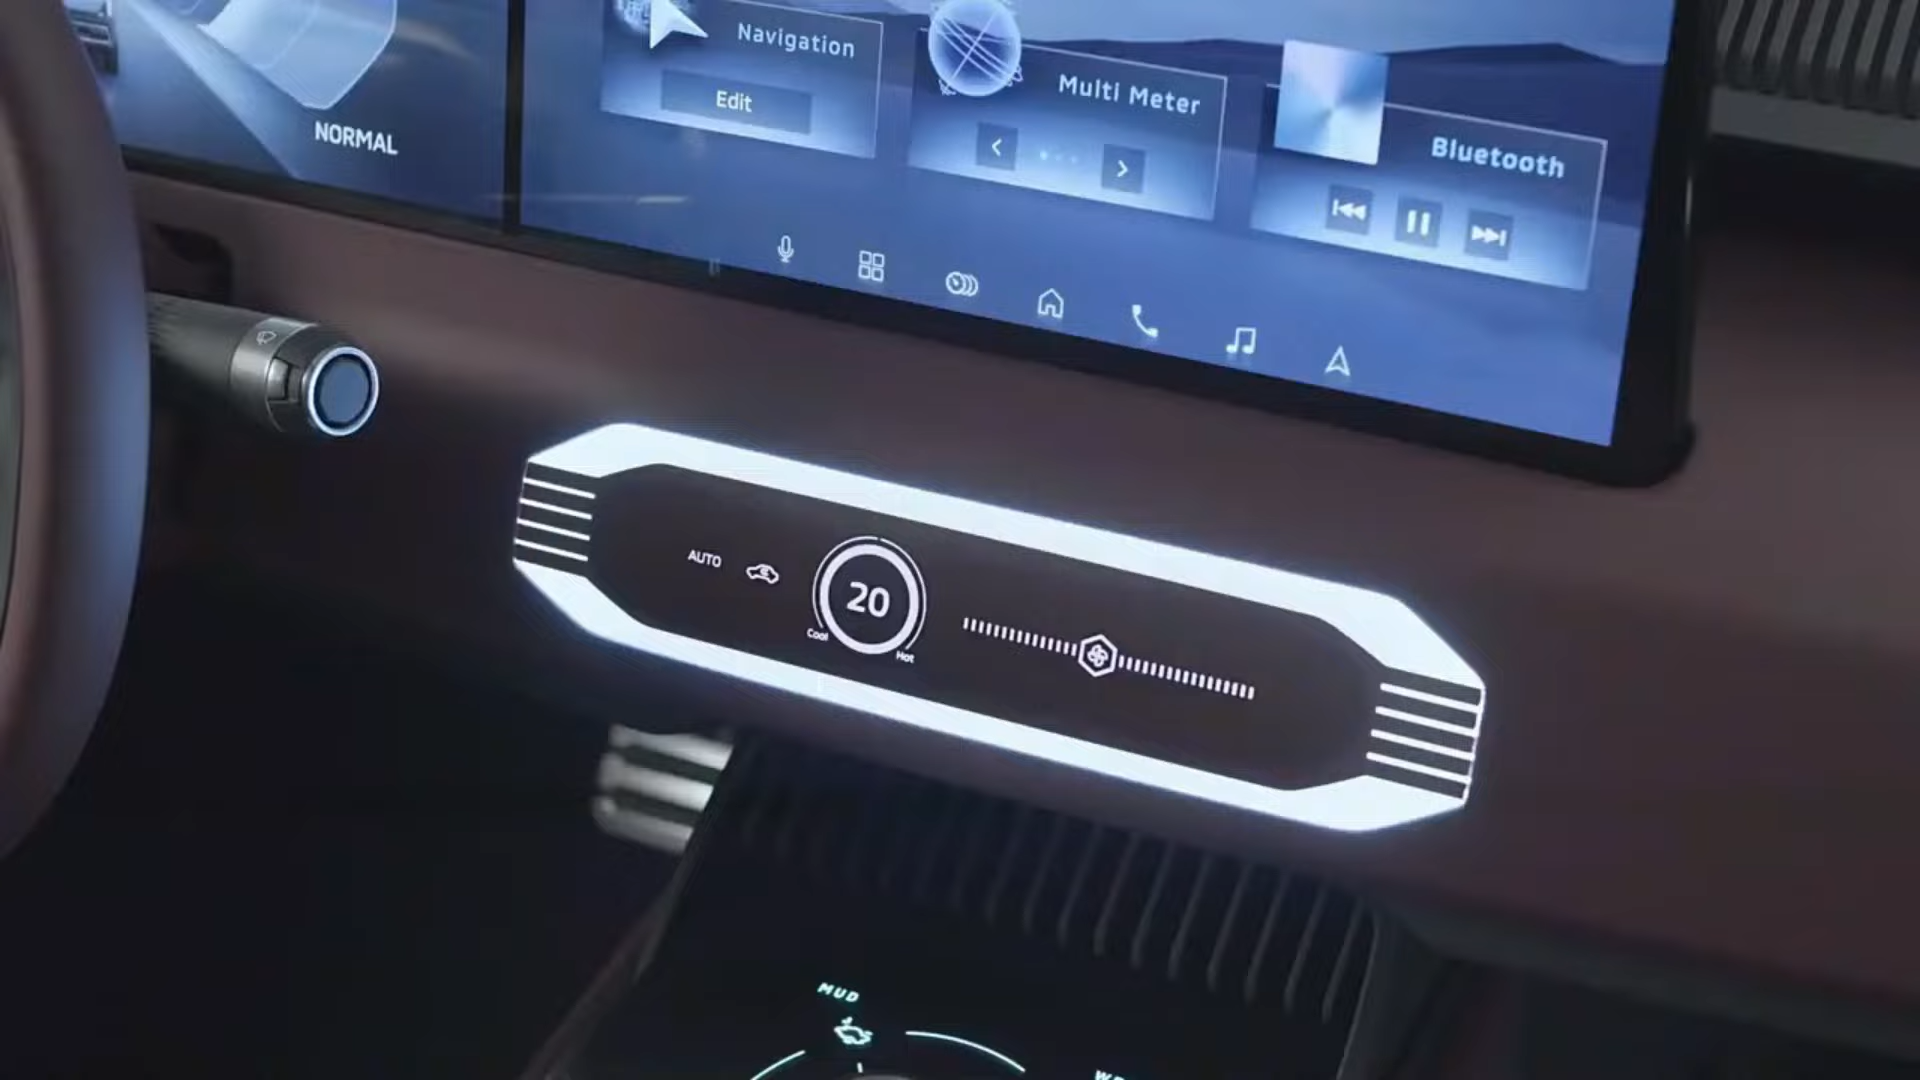 NORMAL
Navigation
Edit
Multi Meter
Bluetooth
AUTO
20
Cool
Hot
MUD